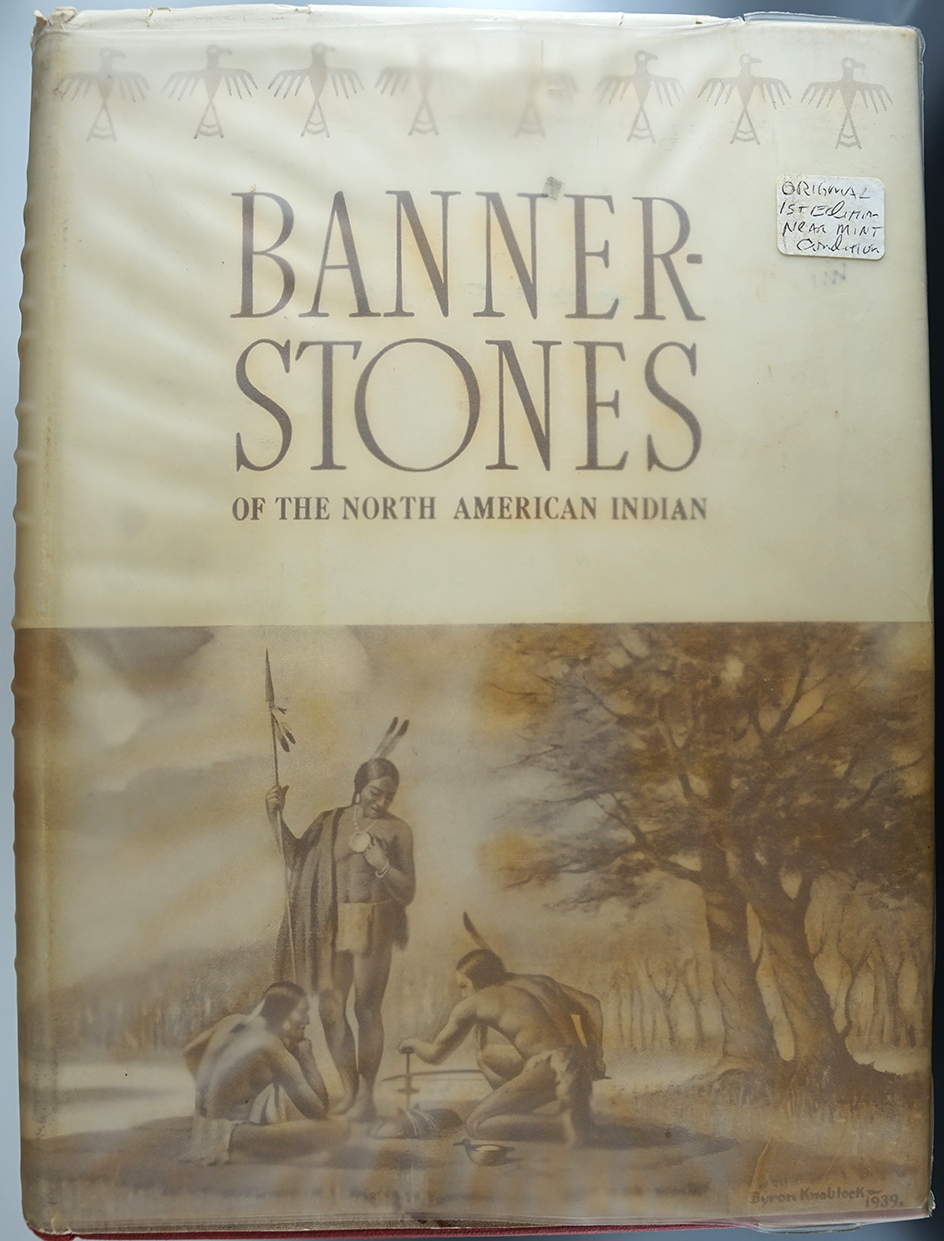 BANNER-
STONES
OF THE NORTH AMERICAN INDIAN
ORIGINAL
1st Edition
NEAR MINT
Condition
Byron Knoblock
1939.